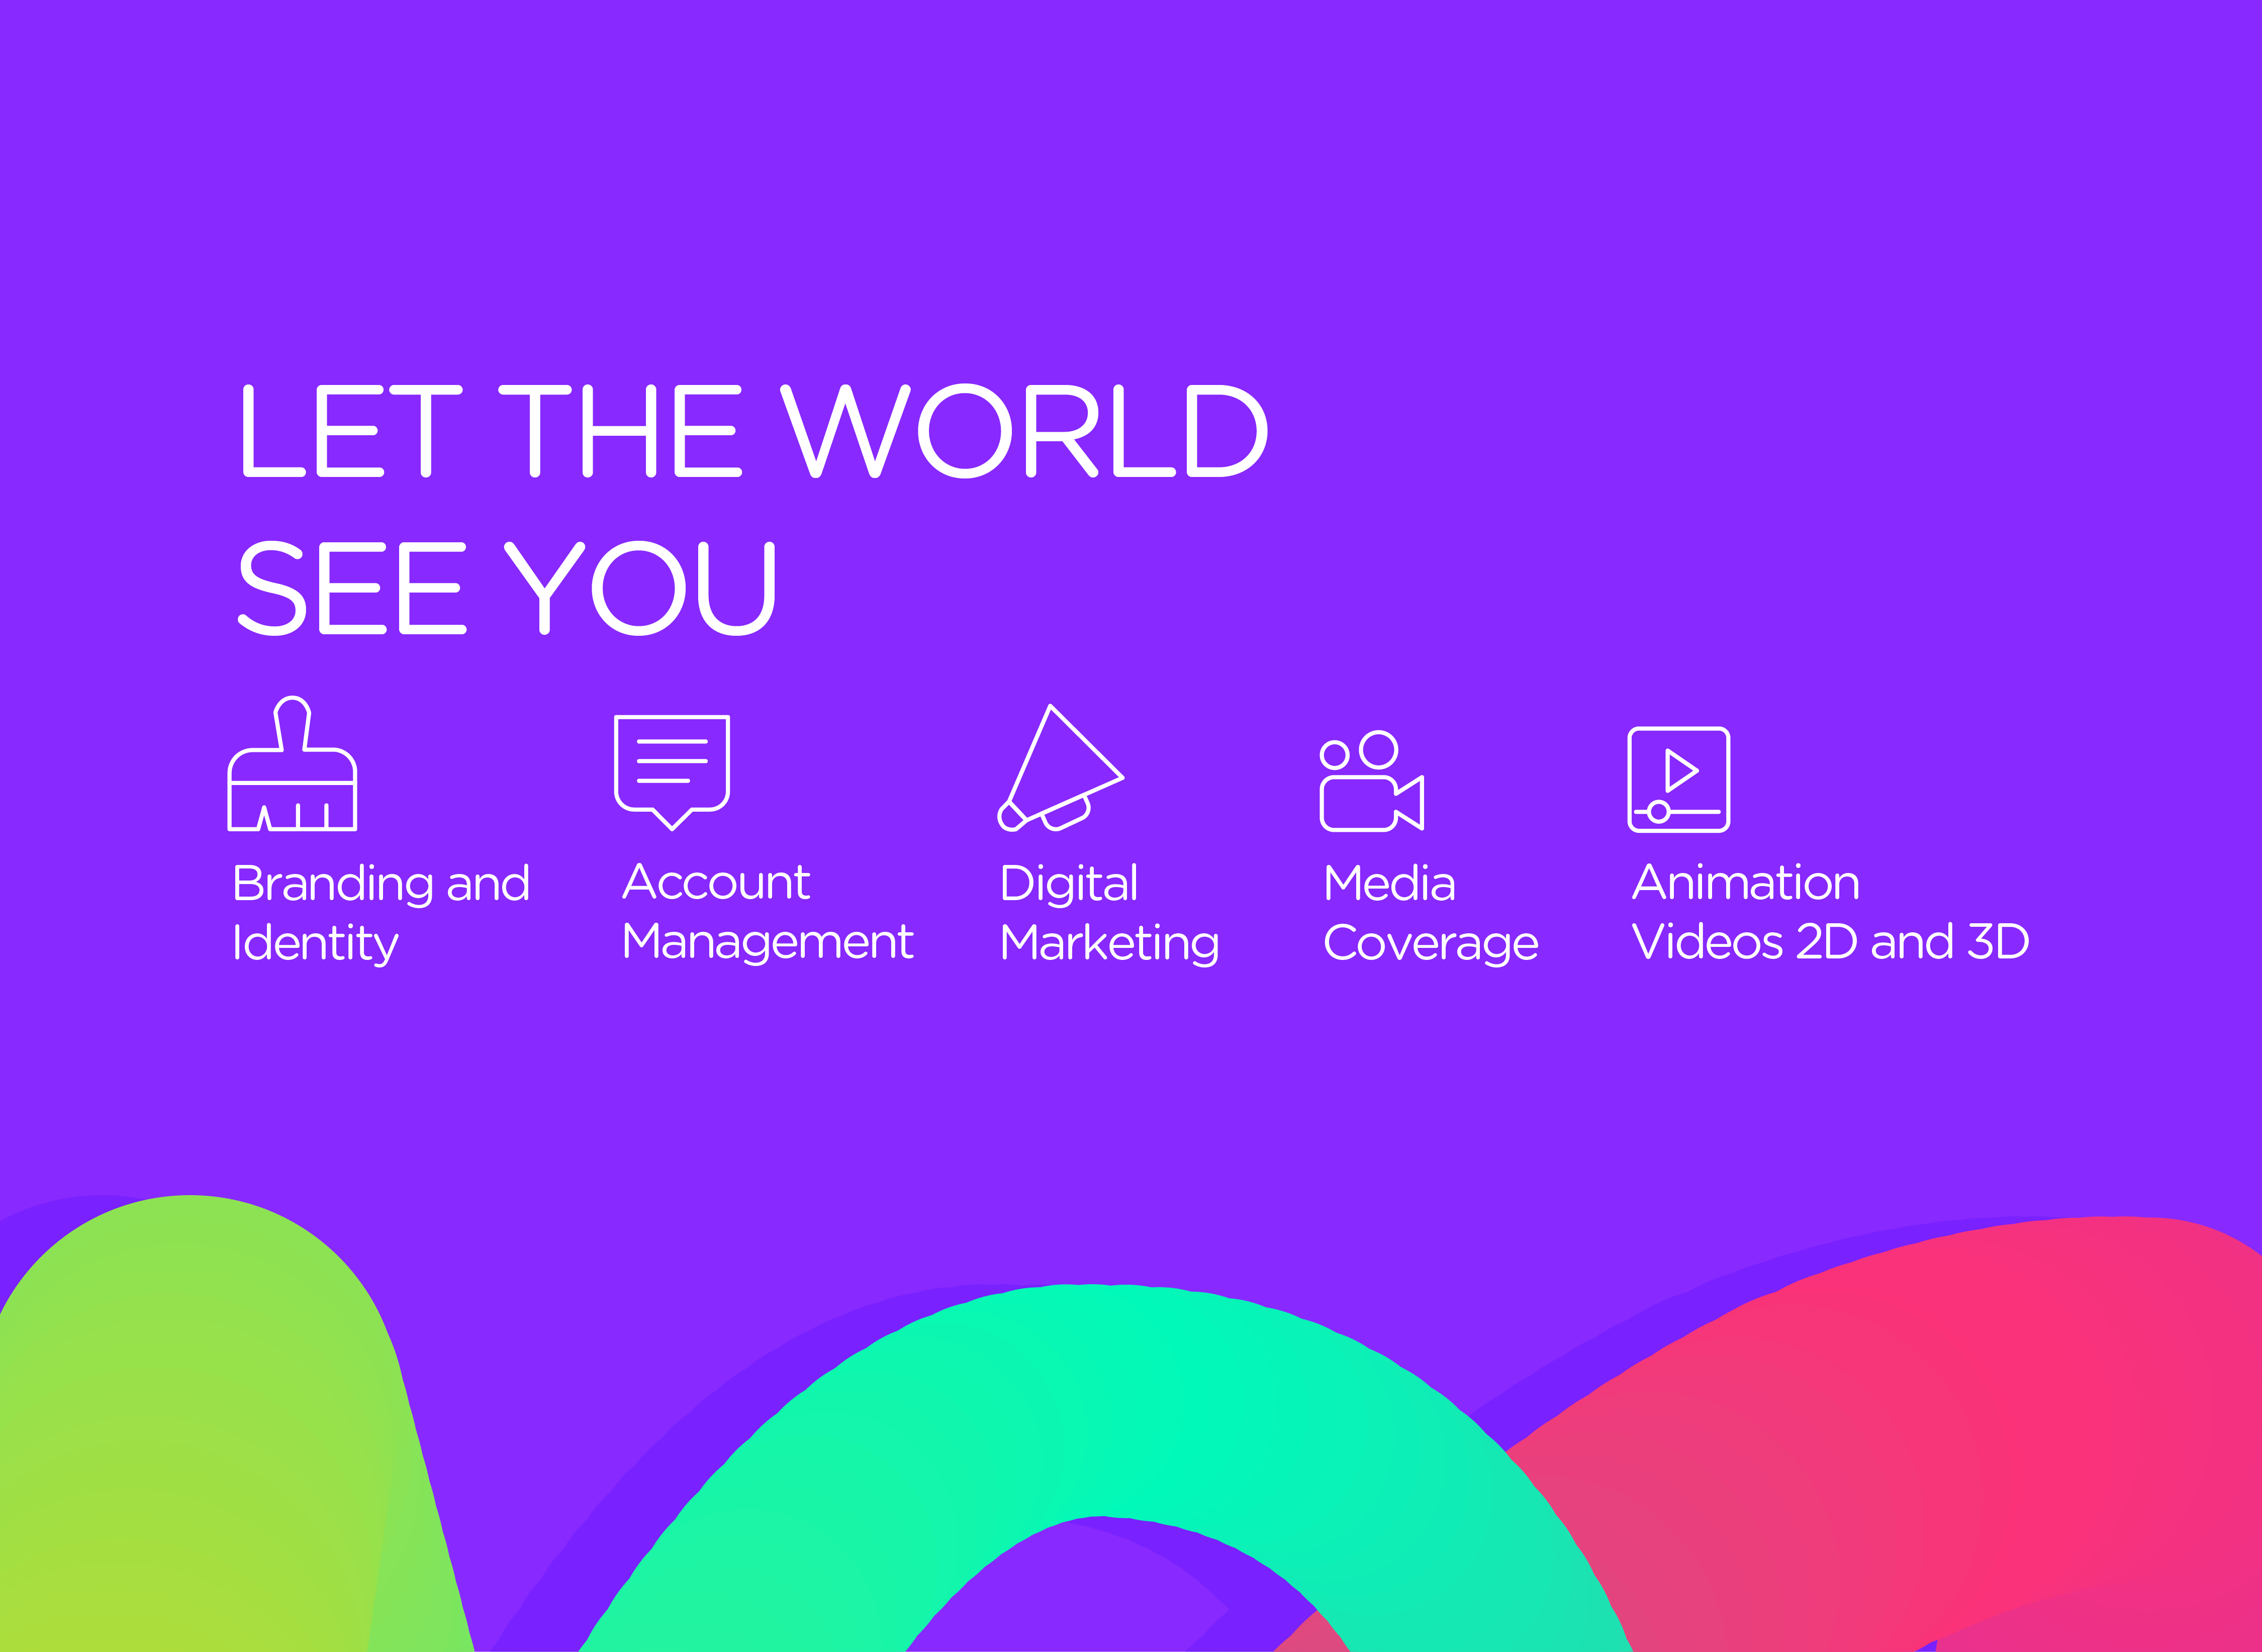 LET THE WORLD
SEE YOU
Branding and
Identity
Account
Management
Digital
Marketing
Media
Coverage
Animation
Videos 2D and 3D